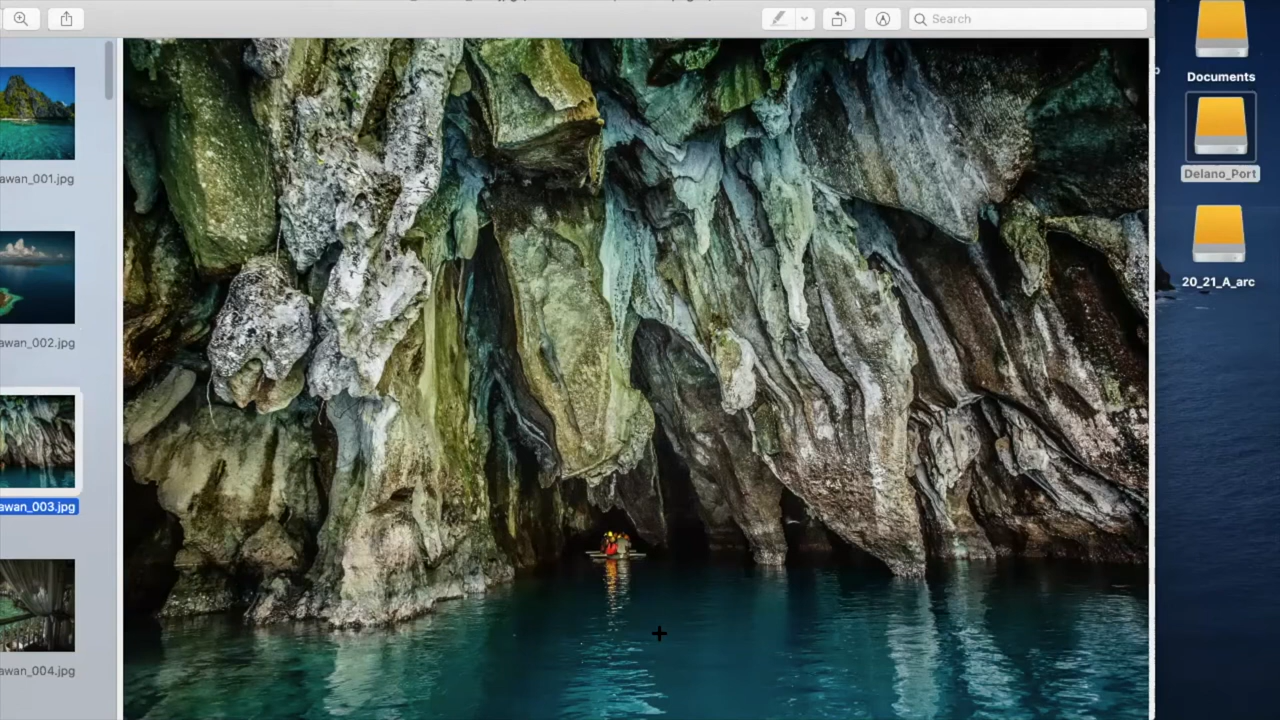 Search
awan_001.jpg
awan_002.jpg
awan_003.jpg
awan_004.jpg
Documents
Delano_Port
20_21_A_arc